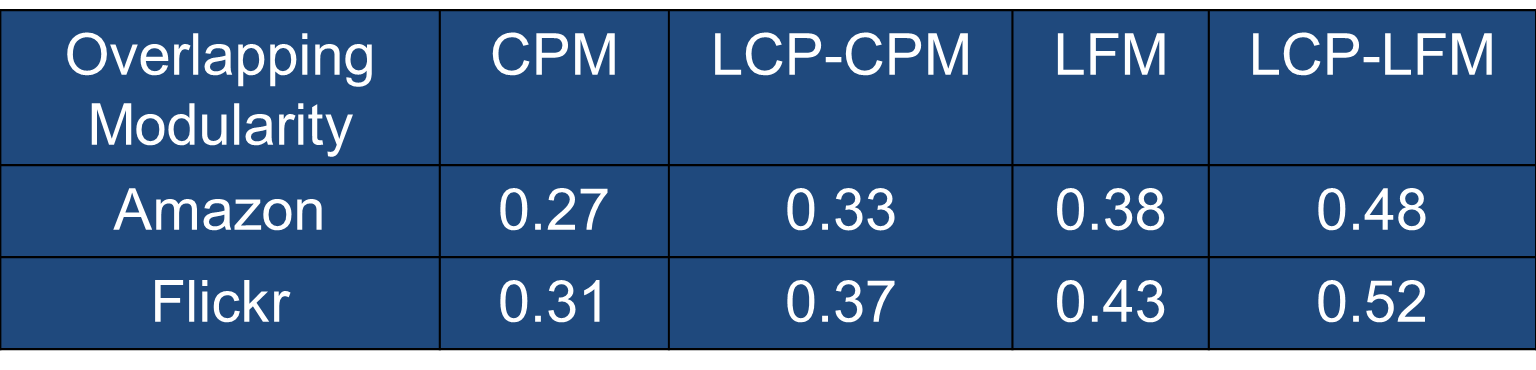 Overlapping CPM LCP-CPM LFM LCP-LFM
Modularity
Amazon 0.27 0.33 0.38 0.48
Flickr 0.31 0.37 0.43 0.52